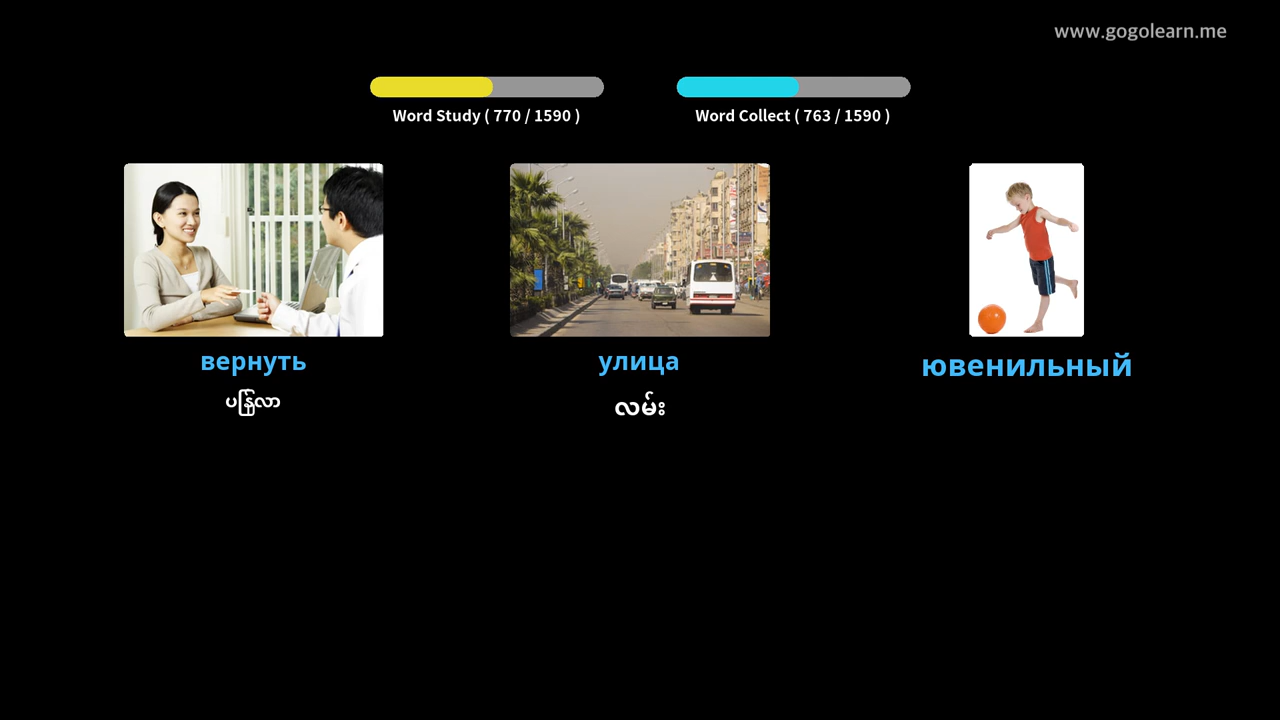 www.gogolearn.me
Word Study ( 770 / 1590 )
Word Collect ( 763 / 1590 )
вернуть
улица
ювенильный
ပြန်လာ
လမ်း